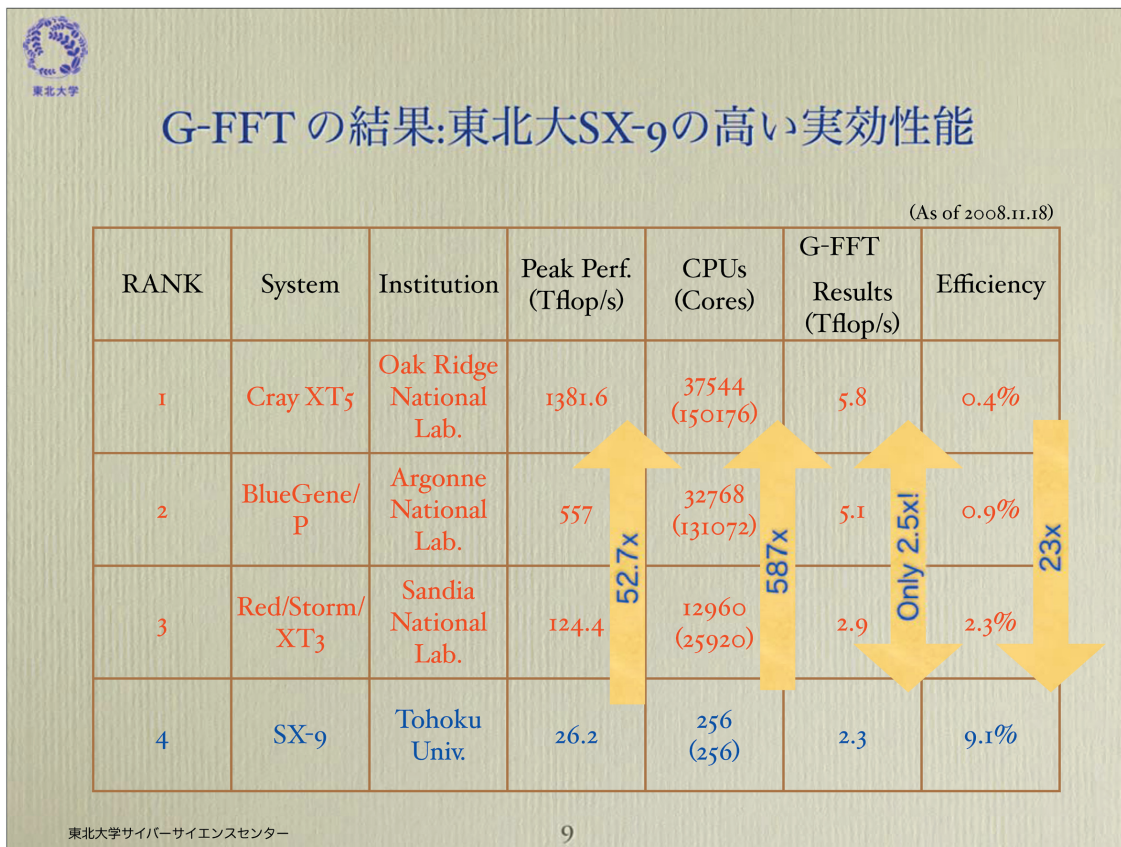 東北大学
G-FFT の結果:東北大SX-9の高い実効性能
(As of 2008.11.18)
RANK
System
Institution
Peak Perf.
(Tflop/s)
CPUs
(Cores)
G-FFT
Results
(Tflop/s)
Efficiency
1
Cray XT5
Oak Ridge
National
Lab.
1381.6
37544
(150176)
5.8
0.4%
2
BlueGene/
P
Argonne
National
Lab.
557
32768
(131072)
5.1
0.9%
3
Red/Storm/
XT3
Sandia
National
Lab.
124.4
12960
(25920)
2.9
2.3%
4
SX-9
Tohoku
Univ.
26.2
256
(256)
2.3
9.1%
52.7x
587x
Only 2.5x!
23x
東北大学サイバーサイエンスセンター
9